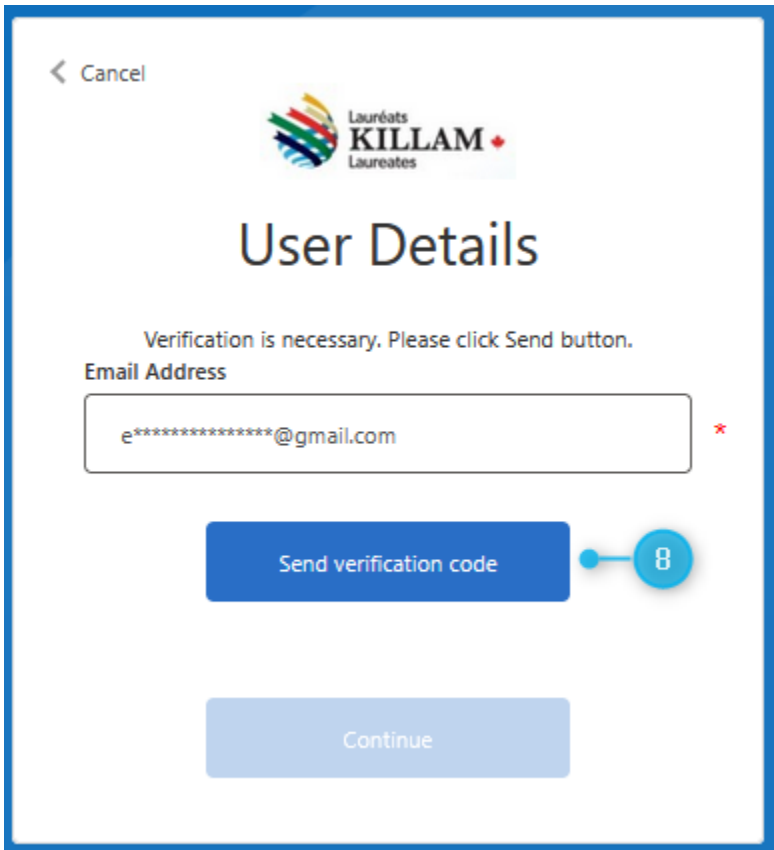 Cancel
Lauréats
KILLAM
Laureates
User Details
Verification is necessary. Please click Send button.
Email Address
e***************@gmail.com
*
Send verification code
8
Continue